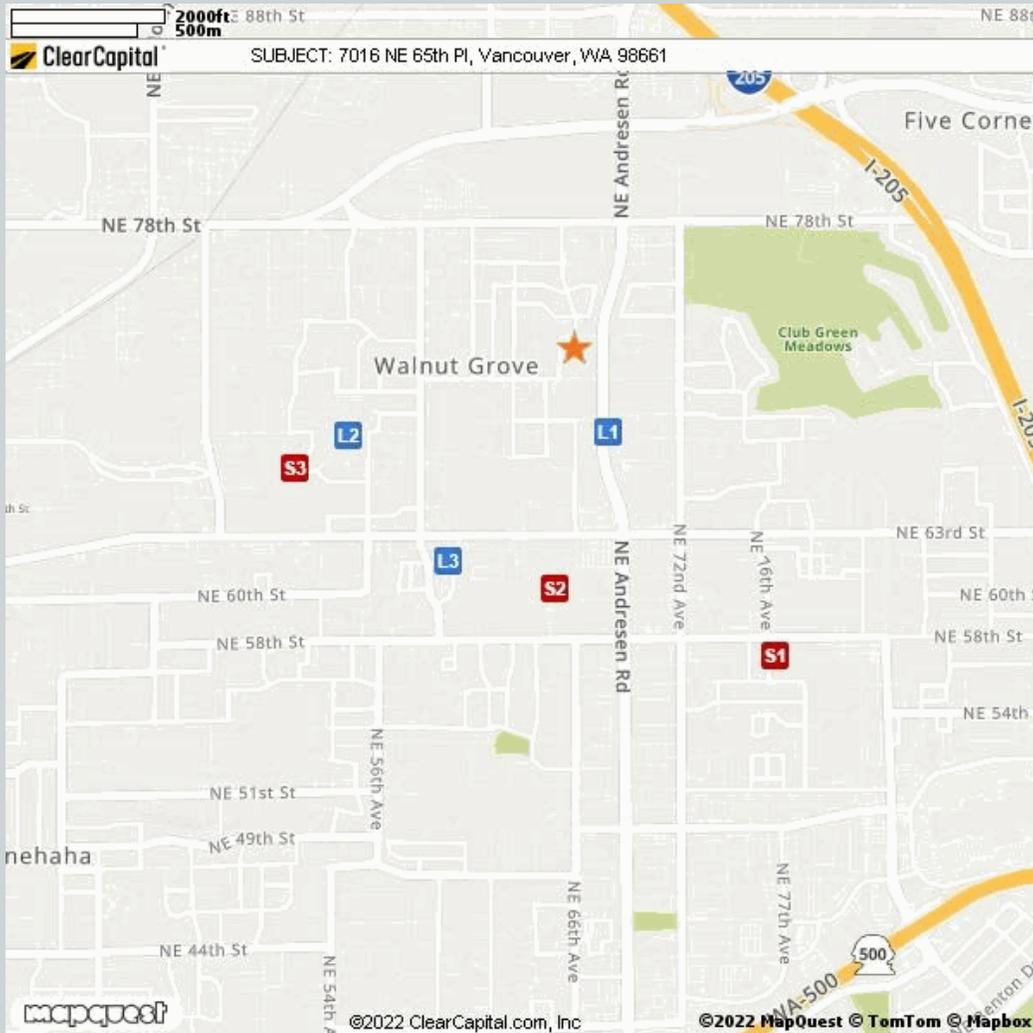 2000ft
500m
E 88th St
NE 88t
ClearCapital
SUBJECT: 7016 NE 65th Pl, Vancouver, WA 98661
NE
NE Andresen Rd
205
Five Corne
I-205
NE 78th St
NE 78th St
Club Green
Meadows
Walnut Grove
I-205
L2
L1
S3
th St
NE 63rd St
L3
S2
NE 72nd Ave
NE 16th Ave
NE 60th St
NE 60th
NE Andresen Rd
NE 58th St
NE 58th St
S1
NE 54th
NE 56th Ave
NE 51st St
NE 49th St
nehaha
NE 66th Ave
NE 77th Ave
NE 44th St
NE 54th A
500
WA-500
enton D
mapquest
©2022 ClearCapital.com, Inc
©2022 MapQuest © TomTom © Mapbox